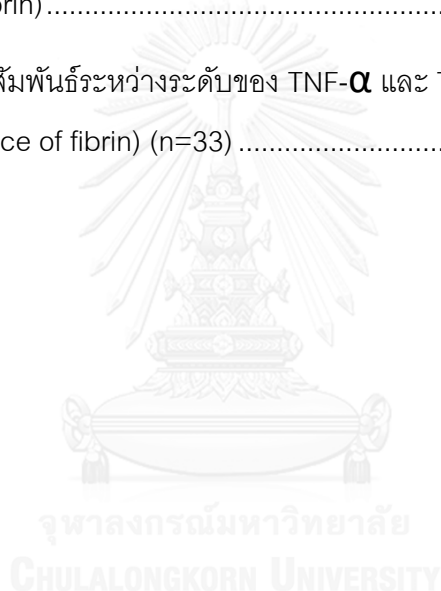 brin)
สัมพันธ์ระหว่างระดับของ TNF-α และ
ce of fibrin) (n=33)
จุฬาลงกรณ์มหาวิทยาลัย
CHULALONGKORN UNIVERSITY